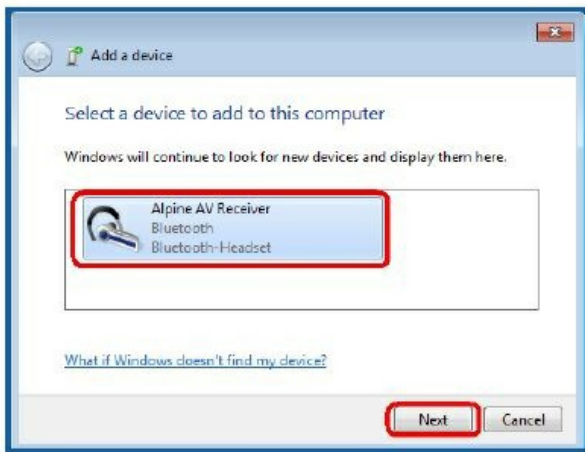 Add a device
Select a device to add to this computer
Windows will continue to look for new devices and display them here.
Alpine AV Receiver
Bluetooth
Bluetooth-Headset
What if Windows doesn't find my device?
Next
Cancel